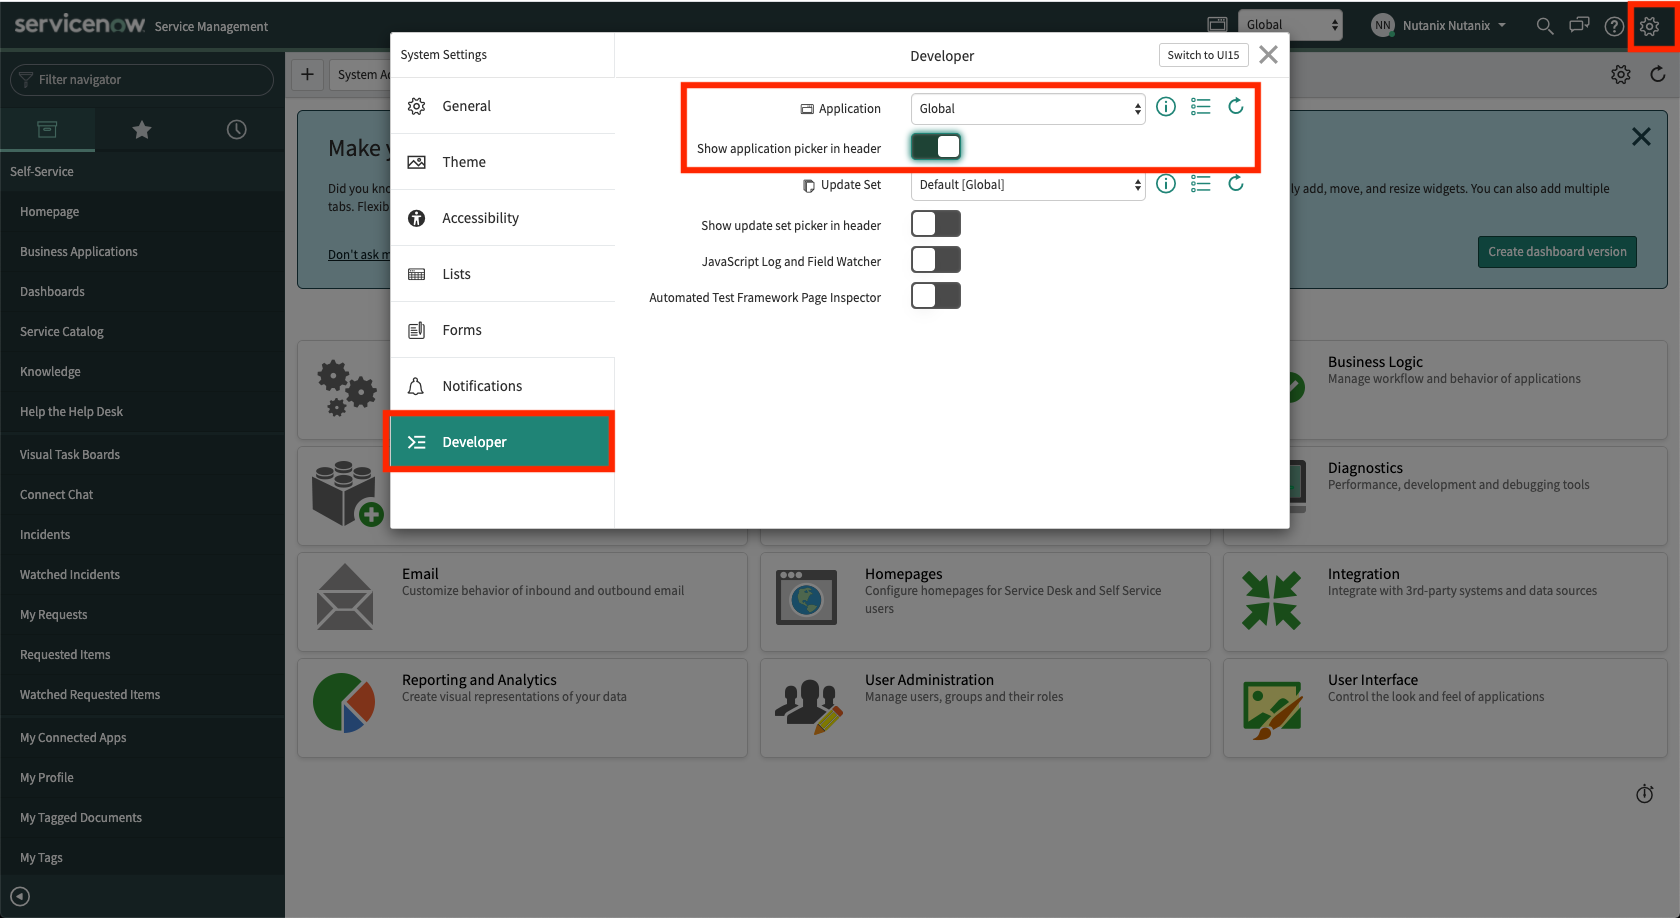 servicenow Service Management
Global
NN Nutanix Nutanix
Filter navigator
Self-Service
Homepage
Business Applications
Dashboards
Service Catalog
Knowledge
Help the Help Desk
Visual Task Boards
Connect Chat
Incidents
Watched Incidents
My Requests
Requested Items
Watched Requested Items
My Connected Apps
My Profile
My Tagged Documents
My Tags
System Ad
Make y
Did you kno
tabs. Flexib
Don't ask m
ly add, move, and resize widgets. You can also add multiple
Create dashboard version
System Settings
General
Theme
Accessibility
Lists
Forms
Notifications
Developer
Developer
Switch to UI15
Application Global
Show application picker in header
Update Set Default [Global]
Show update set picker in header
JavaScript Log and Field Watcher
Automated Test Framework Page Inspector
Business Logic
Manage workflow and behavior of applications
Diagnostics
Performance, development and debugging tools
Email
Customize behavior of inbound and outbound email
Homepages
Configure homepages for Service Desk and Self Service
users
Integration
Integrate with 3rd-party systems and data sources
Reporting and Analytics
Create visual representations of your data
User Administration
Manage users, groups and their roles
User Interface
Control the look and feel of applications